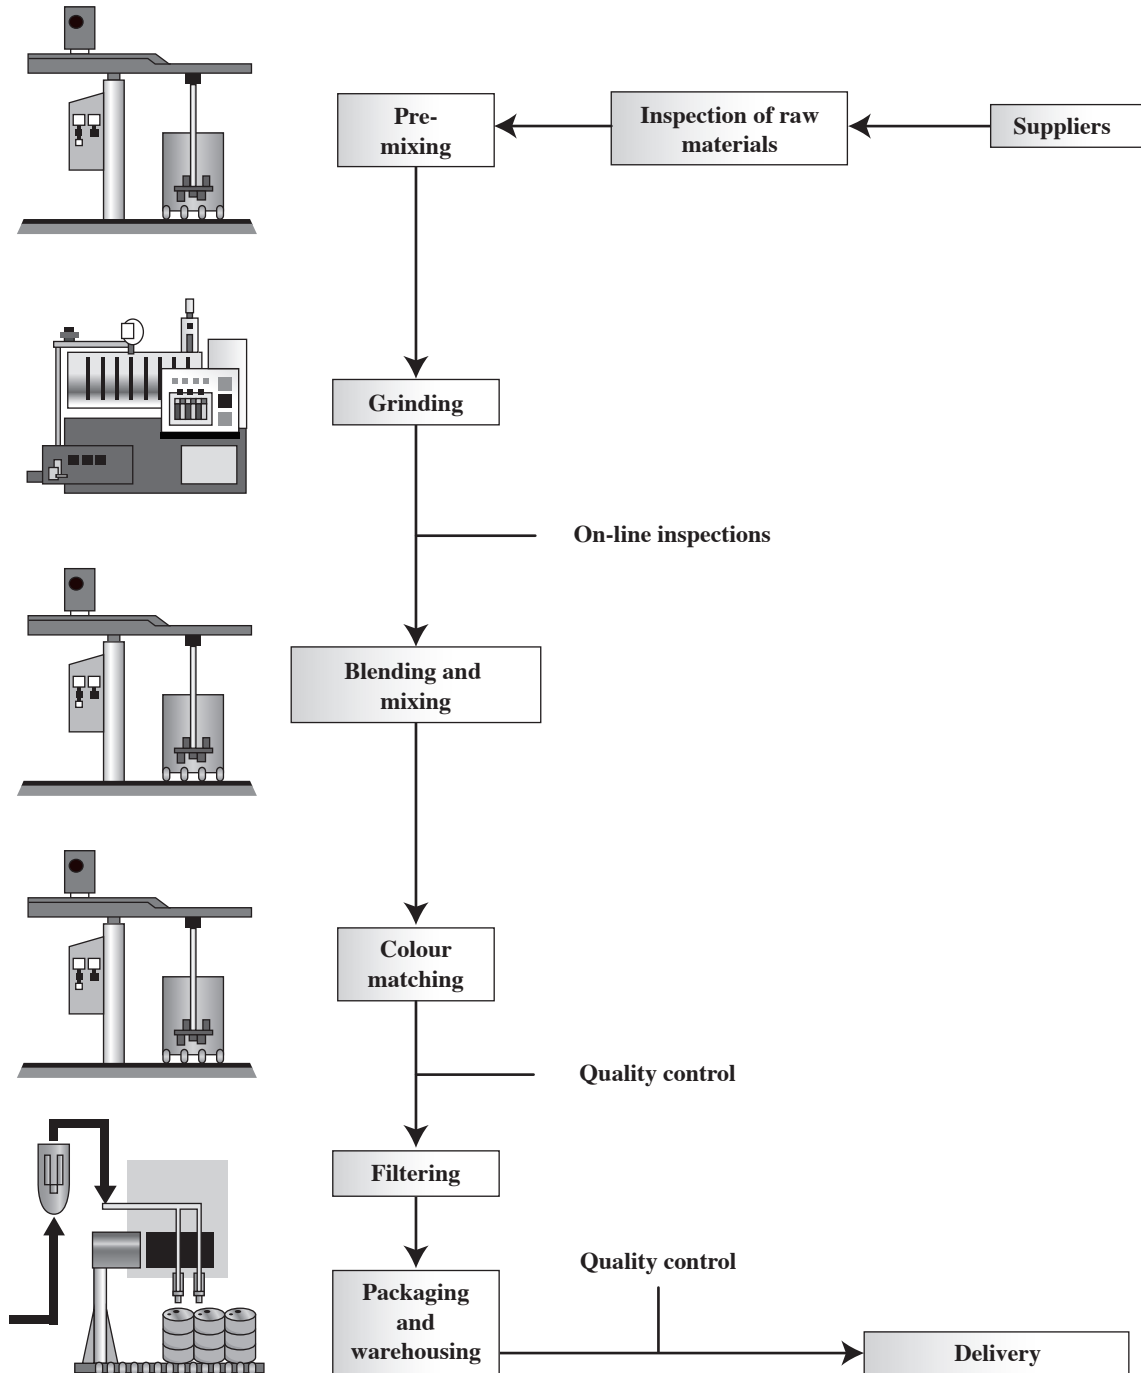 Pre-
mixing
Inspection of raw
materials
Suppliers
Grinding
On-line inspections
Blending and
mixing
Colour
matching
Quality control
Filtering
Quality control
Packaging
and
warehousing
Delivery